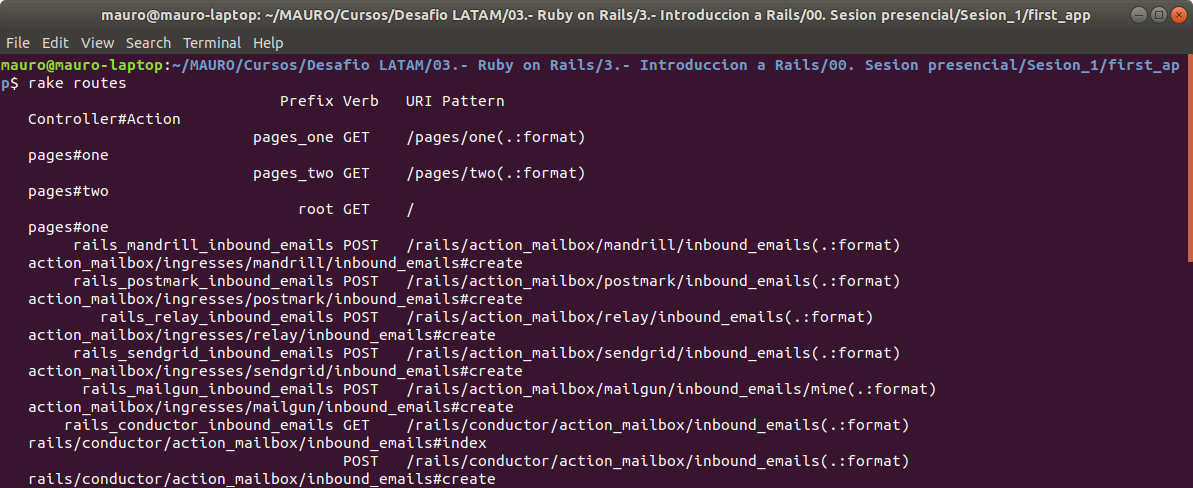 mauro@mauro-laptop: ~/MAURO/Cursos/Desafio LATAM/03.- Ruby on Rails/3.- Introduccion a Rails/00. Sesion presencial/Sesion_1/first_app
File Edit View Search Terminal Help
mauro@mauro-laptop:~/MAURO/Cursos/Desafio LATAM/03.- Ruby on Rails/3.- Introduccion a Rails/00. Sesion presencial/Sesion_1/first_ap
p$ rake routes
Prefix Verb   URI Pattern
Controller#Action
pages_one GET    /pages/one(.:format)
pages#one
pages_two GET    /pages/two(.:format)
pages#two
root GET    /
pages#one
rails_mandrill_inbound_emails POST   /rails/action_mailbox/mandrill/inbound_emails(.:format)
action_mailbox/ingresses/mandrill/inbound_emails#create
rails_postmark_inbound_emails POST   /rails/action_mailbox/postmark/inbound_emails(.:format)
action_mailbox/ingresses/postmark/inbound_emails#create
rails_relay_inbound_emails POST   /rails/action_mailbox/relay/inbound_emails(.:format)
action_mailbox/ingresses/relay/inbound_emails#create
rails_sendgrid_inbound_emails POST   /rails/action_mailbox/sendgrid/inbound_emails(.:format)
action_mailbox/ingresses/sendgrid/inbound_emails#create
rails_mailgun_inbound_emails POST   /rails/action_mailbox/mailgun/inbound_emails/mime(.:format)
action_mailbox/ingresses/mailgun/inbound_emails#create
rails_conductor_inbound_emails GET    /rails/conductor/action_mailbox/inbound_emails(.:format)
rails/conductor/action_mailbox/inbound_emails#index
POST   /rails/conductor/action_mailbox/inbound_emails(.:format)
rails/conductor/action_mailbox/inbound_emails#create